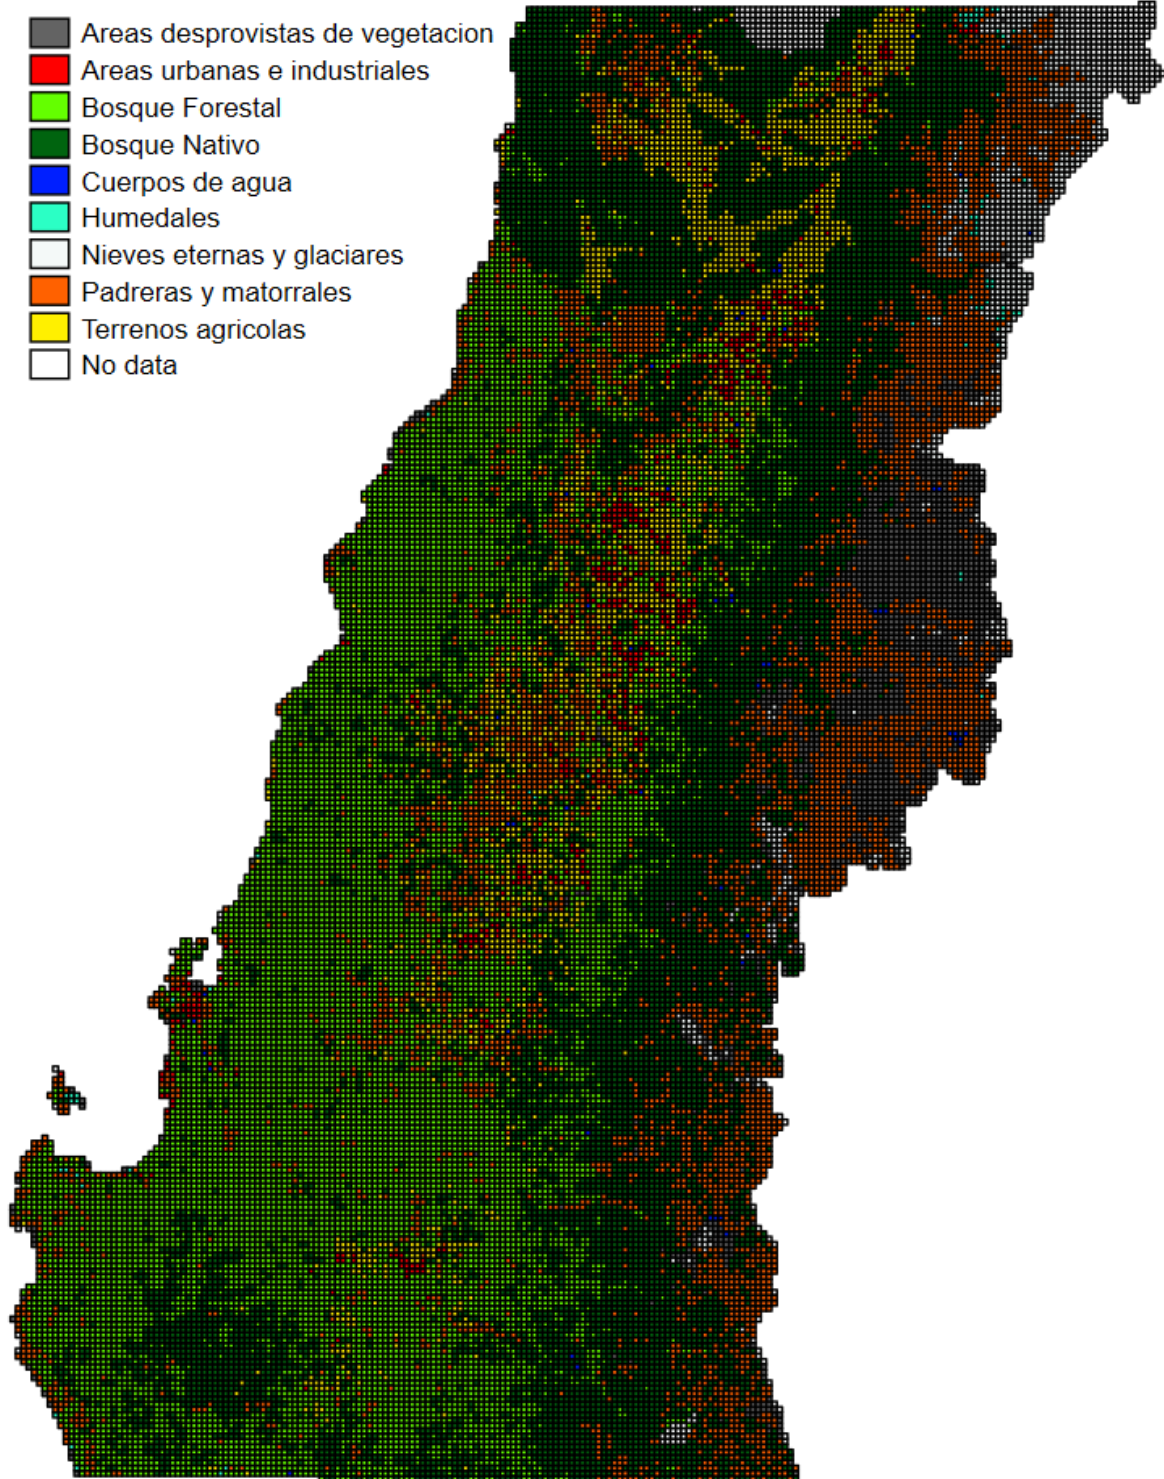 Areas desprovistas de vegetacion
Areas urbanas e industriales
Bosque Forestal
Bosque Nativo
Cuerpos de agua
Humedales
Nieves eternas y glaciares
Padreras y matorrales
Terrenos agricolas
No data